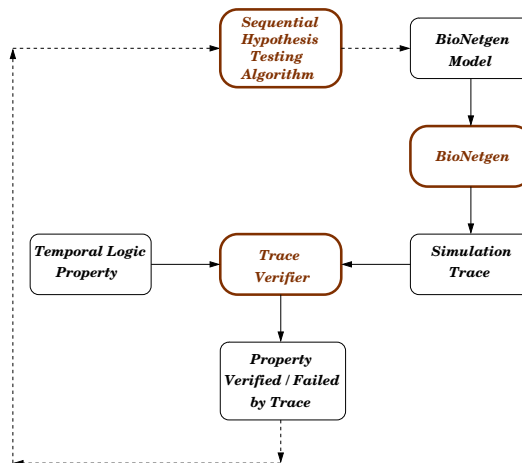 Sequential
Hypothesis
Testing
Algorithm
BioNetgen
Model
BioNetgen
Temporal Logic
Property
Trace
Verifier
Simulation
Trace
Property
Verified / Failed
by Trace